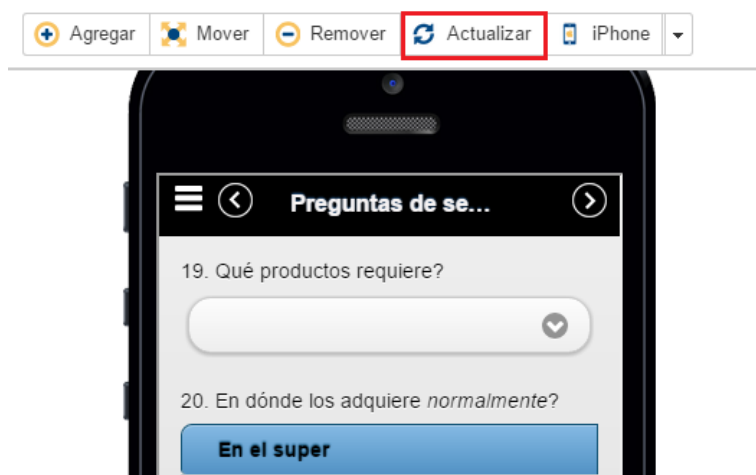 Agregar Mover Remover Actualizar iPhone
Preguntas de se...
19. Qué productos requiere?
20. En dónde los adquiere normalmente?
En el super